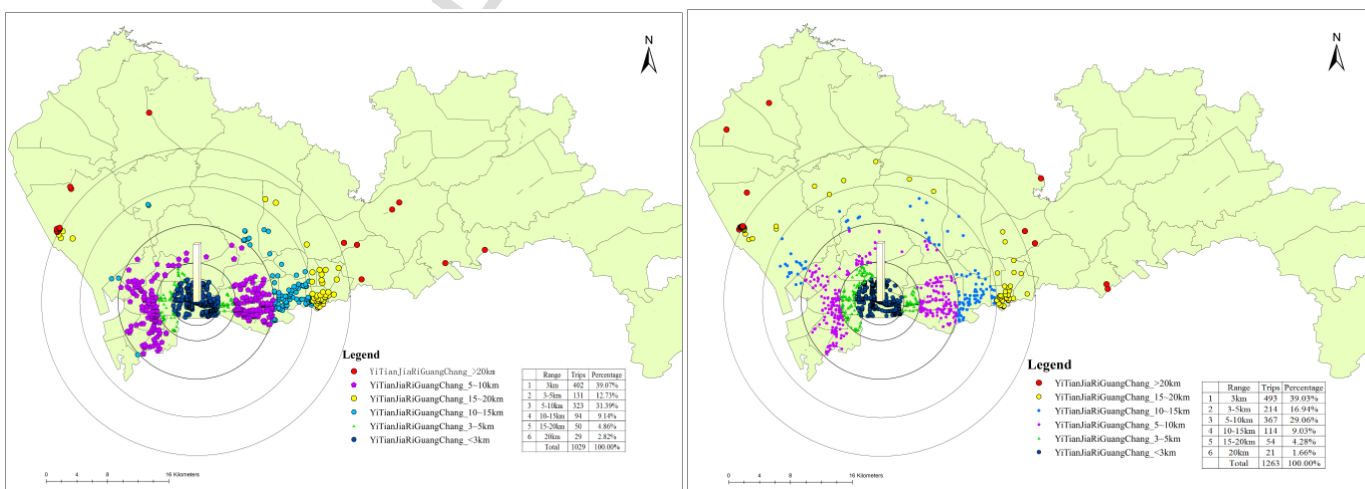 N
Legend
YiTianJiaRiGuangChang_>20km
YiTianJiaRiGuangChang_5~10km
YiTianJiaRiGuangChang_15~20km
YiTianJiaRiGuangChang_10~15km
YiTianJiaRiGuangChang_3~5km
YiTianJiaRiGuangChang_<3km
Range Trips Percentage
1 3km 402 39.07%
2 3-5km 131 12.73%
3 5-10km 323 31.39%
4 10-15km 94 9.14%
5 15-20km 50 4.86%
6 20km 29 2.82%
Total 1029 100.00%
0 2 4 8 12 16 Kilometers
N
Legend
YiTianJiaRiGuangChang_>20km
YiTianJiaRiGuangChang_15~20km
YiTianJiaRiGuangChang_10~15km
YiTianJiaRiGuangChang_5~10km
YiTianJiaRiGuangChang_3~5km
YiTianJiaRiGuangChang_<3km
Range Trips Percentage
1 3km 493 39.03%
2 3-5km 214 16.94%
3 5-10km 367 29.06%
4 10-15km 114 9.03%
5 15-20km 54 4.28%
6 20km 21 1.66%
Total 1263 100.00%
0 2 4 8 12 16 Kilometers